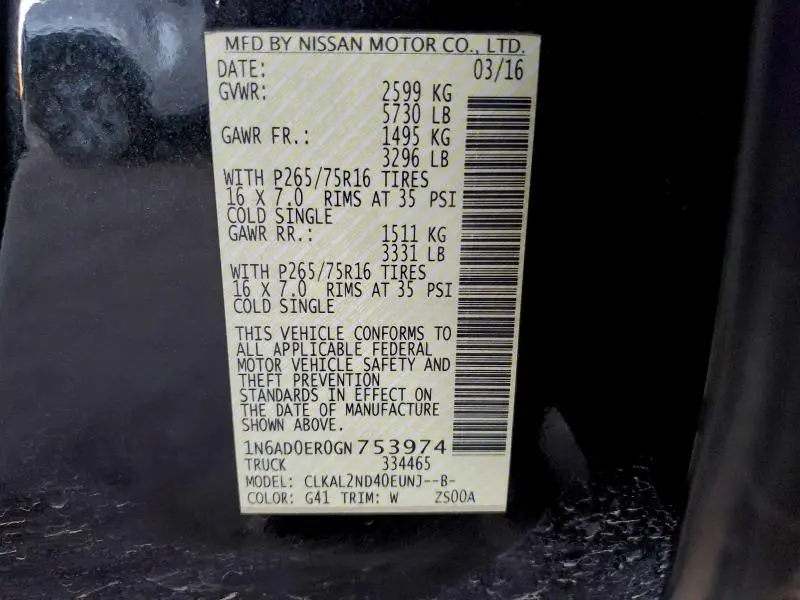 MFD BY NISSAN MOTOR CO., LTD.
DATE: 03/16
GVWR: 2599 KG
5730 LB
GAWR FR.: 1495 KG
3296 LB
WITH P265/75R16 TIRES
16 X 7.0 RIMS AT 35 PSI
COLD SINGLE
GAWR RR.: 1511 KG
3331 LB
WITH P265/75R16 TIRES
16 X 7.0 RIMS AT 35 PSI
COLD SINGLE
THIS VEHICLE CONFORMS TO
ALL APPLICABLE FEDERAL
MOTOR VEHICLE SAFETY AND
THEFT PREVENTION
STANDARDS IN EFFECT ON
THE DATE OF MANUFACTURE
SHOWN ABOVE.
1N6AD0ER0GN753974
TRUCK 334465
MODEL: CLKAL2ND40EUNJ--B-
COLOR: G41 TRIM: W ZS00A